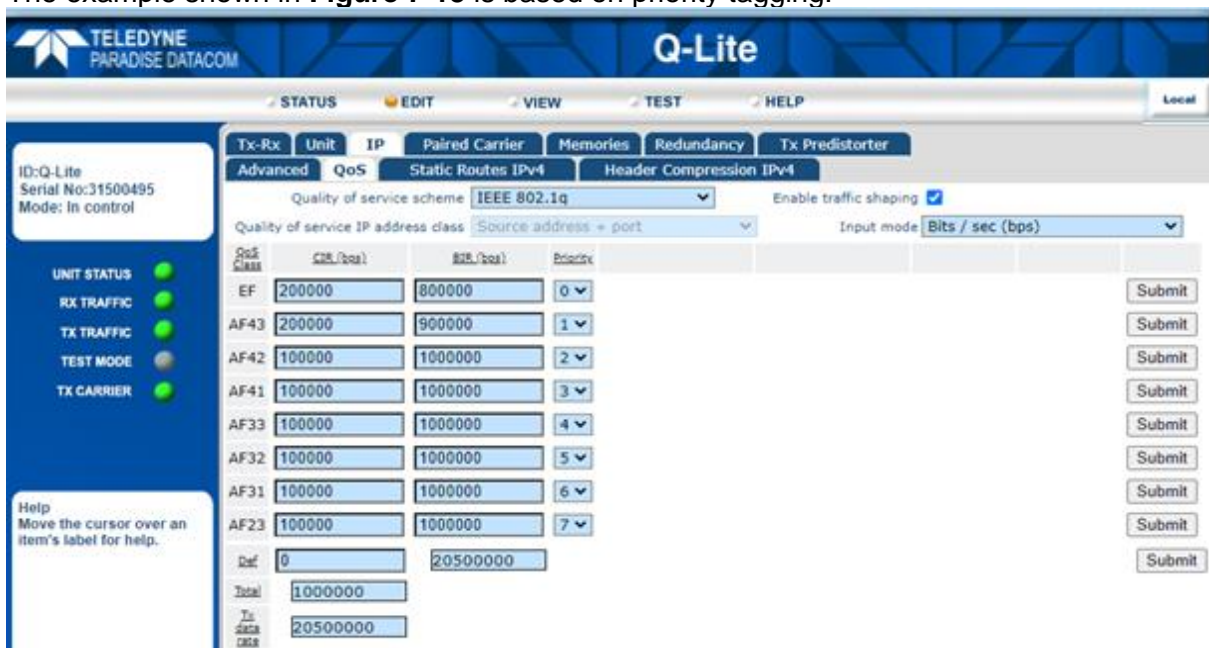 The example shown in Figure 7-18 is based on priority tagging.
TELEDYNE
PARADISE DATACOM
Q-Lite
STATUS EDIT VIEW TEST HELP Local
Tx-Rx Unit IP Paired Carrier Memories Redundancy Tx Predistorter
Advanced QoS Static Routes IPv4 Header Compression IPv4
ID:Q-Lite
Serial No:31500495
Mode: In control
Quality of service scheme IEEE 802.1q Enable traffic shaping
Quality of service IP address class Source address + port Input mode Bits / sec (bps)
UNIT STATUS
RX TRAFFIC
TX TRAFFIC
TEST MODE
TX CARRIER
QoS Class CIR (bps) BIR (bps) Priority
EF 200000 800000 0 Submit
AF43 200000 900000 1 Submit
AF42 100000 1000000 2 Submit
AF41 100000 1000000 3 Submit
AF33 100000 1000000 4 Submit
AF32 100000 1000000 5 Submit
AF31 100000 1000000 6 Submit
AF23 100000 1000000 7 Submit
Def 0 20500000 Submit
Total 1000000
Tx data rate 20500000
Help
Move the cursor over an
item's label for help.